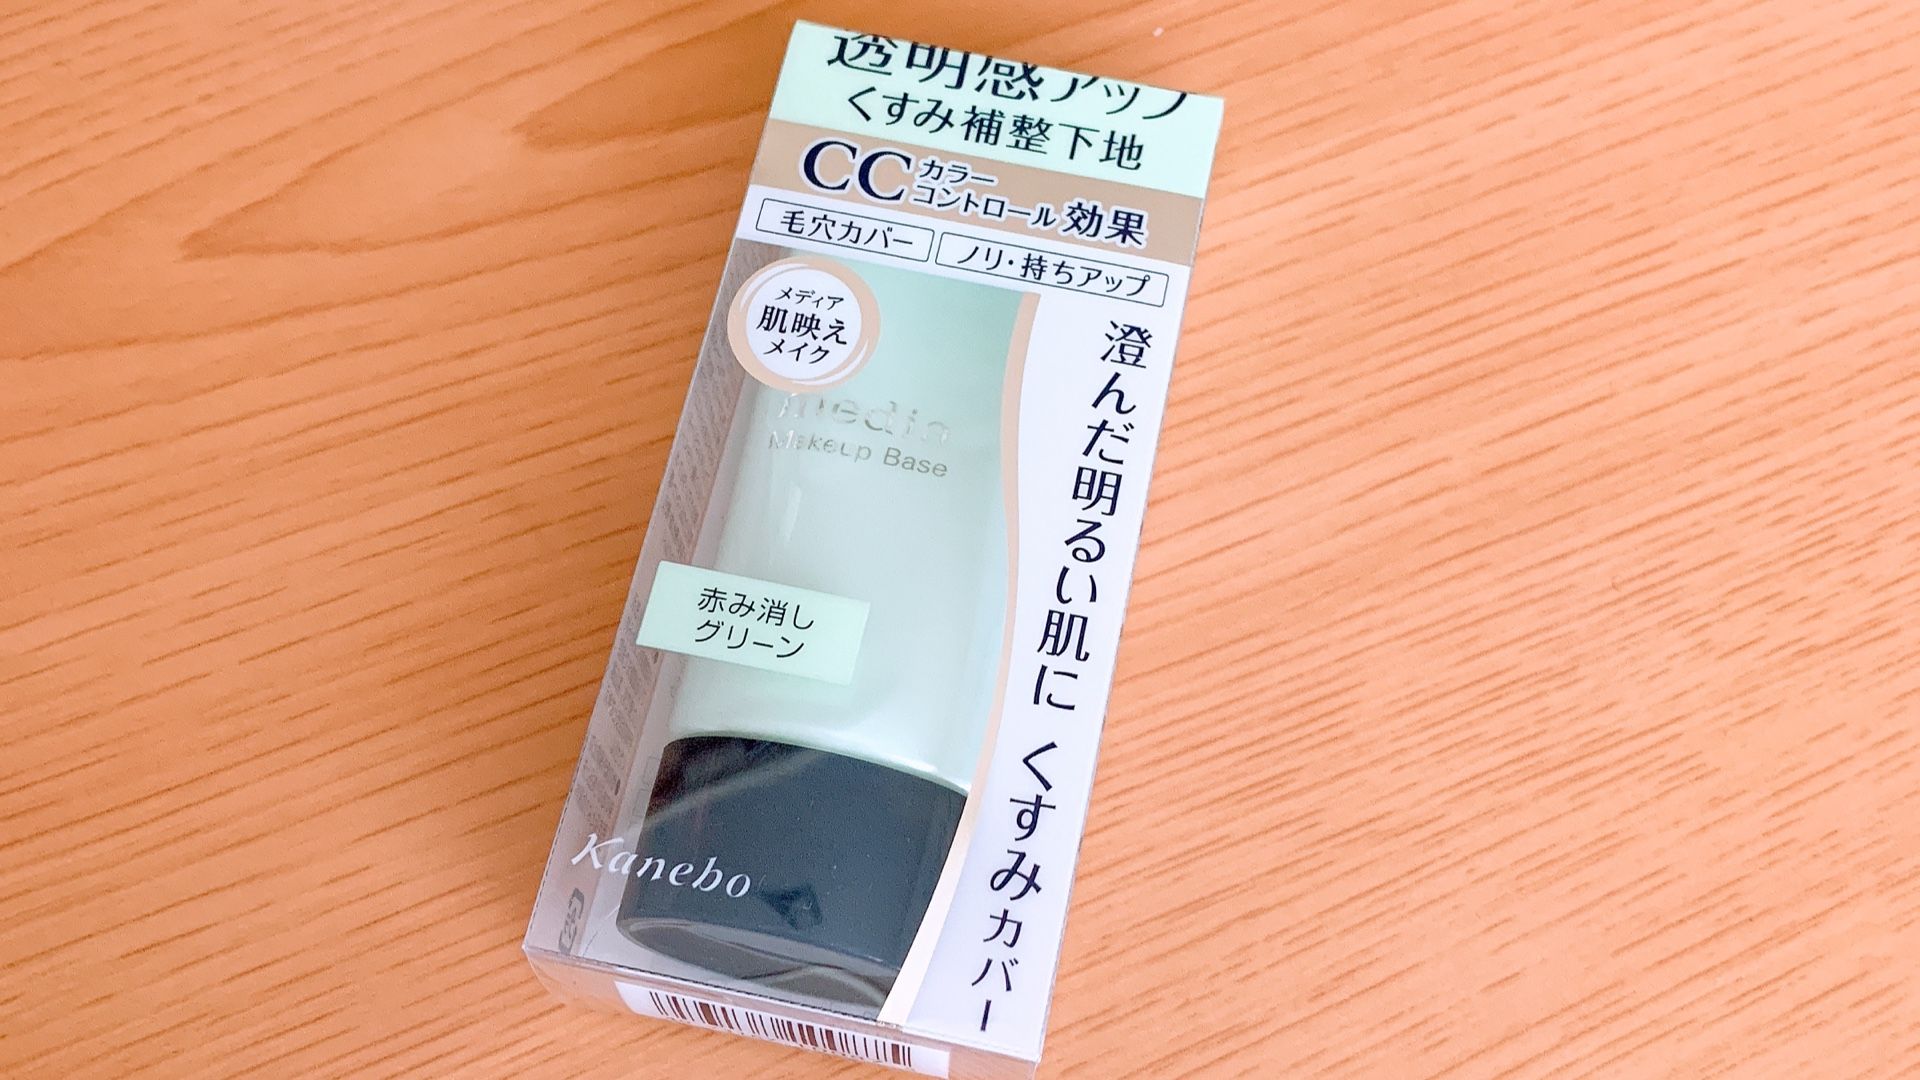 透明感アップ
くすみ補整下地
CCカラーコントロール効果
毛穴カバー
ノリ・持ちアップ
メディア
肌映え
メイク
media
Makeup Base
澄んだ明るい肌に くすみカバー
赤み消し
グリーン
Kanebo